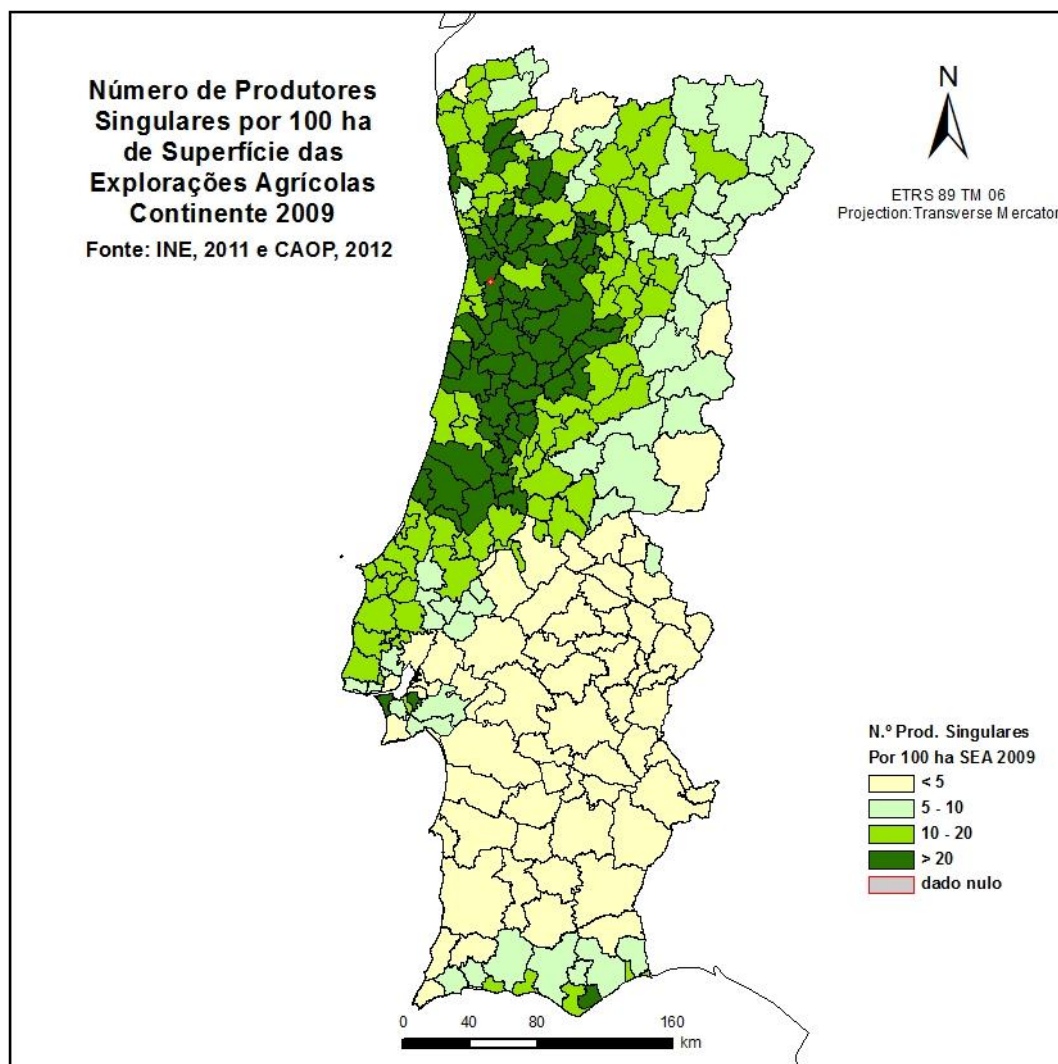 Número de Produtores
Singulares por 100 ha
de Superfície das
Explorações Agrícolas
Continente 2009
Fonte: INE, 2011 e CAOP, 2012
N
ETRS 89 TM 06
Projection:Transverse Mercator
N.º Prod. Singulares
Por 100 ha SEA 2009
< 5
5 - 10
10 - 20
> 20
dado nulo
0 40 80 160
km